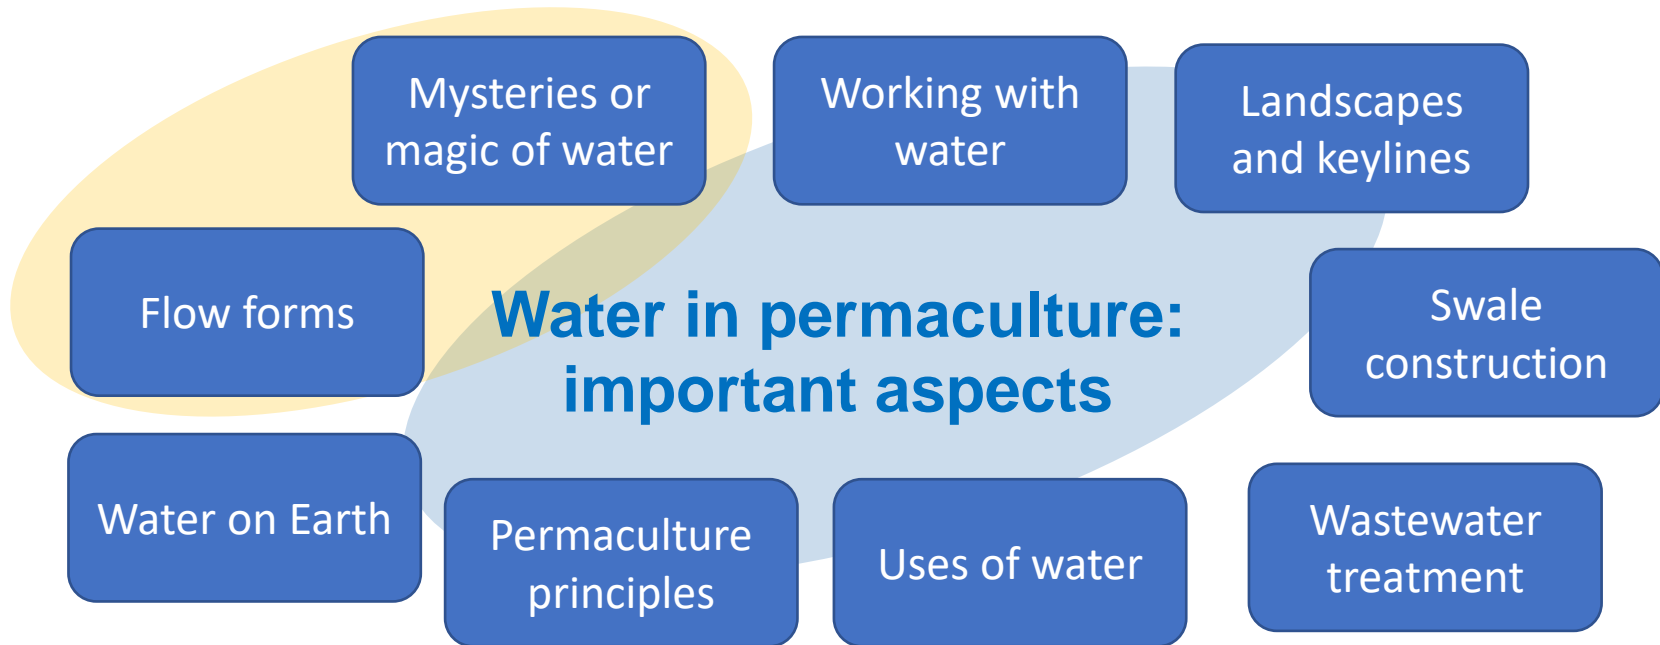 Mysteries or
magic of water
Working with
water
Landscapes
and keylines
Flow forms
Water in permaculture:
important aspects
Swale
construction
Water on Earth
Permaculture
principles
Uses of water
Wastewater
treatment